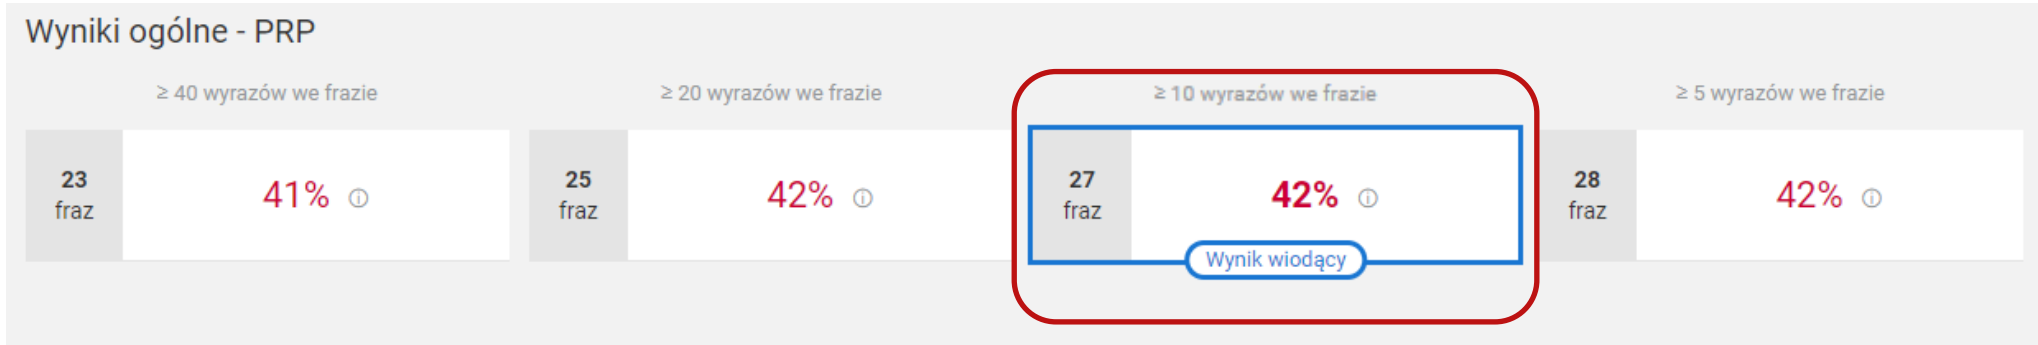 Wyniki ogólne - PRP
≥ 40 wyrazów we frazie
≥ 20 wyrazów we frazie
≥ 10 wyrazów we frazie
≥ 5 wyrazów we frazie
23
fraz
41%
25
fraz
42%
27
fraz
42%
28
fraz
42%
Wynik wiodący